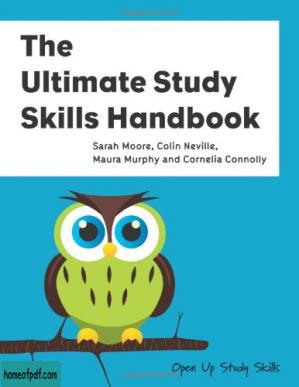 The
Ultimate Study
Skills Handbook
Sarah Moore, Colin Neville,
Maura Murphy and Cornelia Connolly
homeofpdf.com
Open Up Study Skills